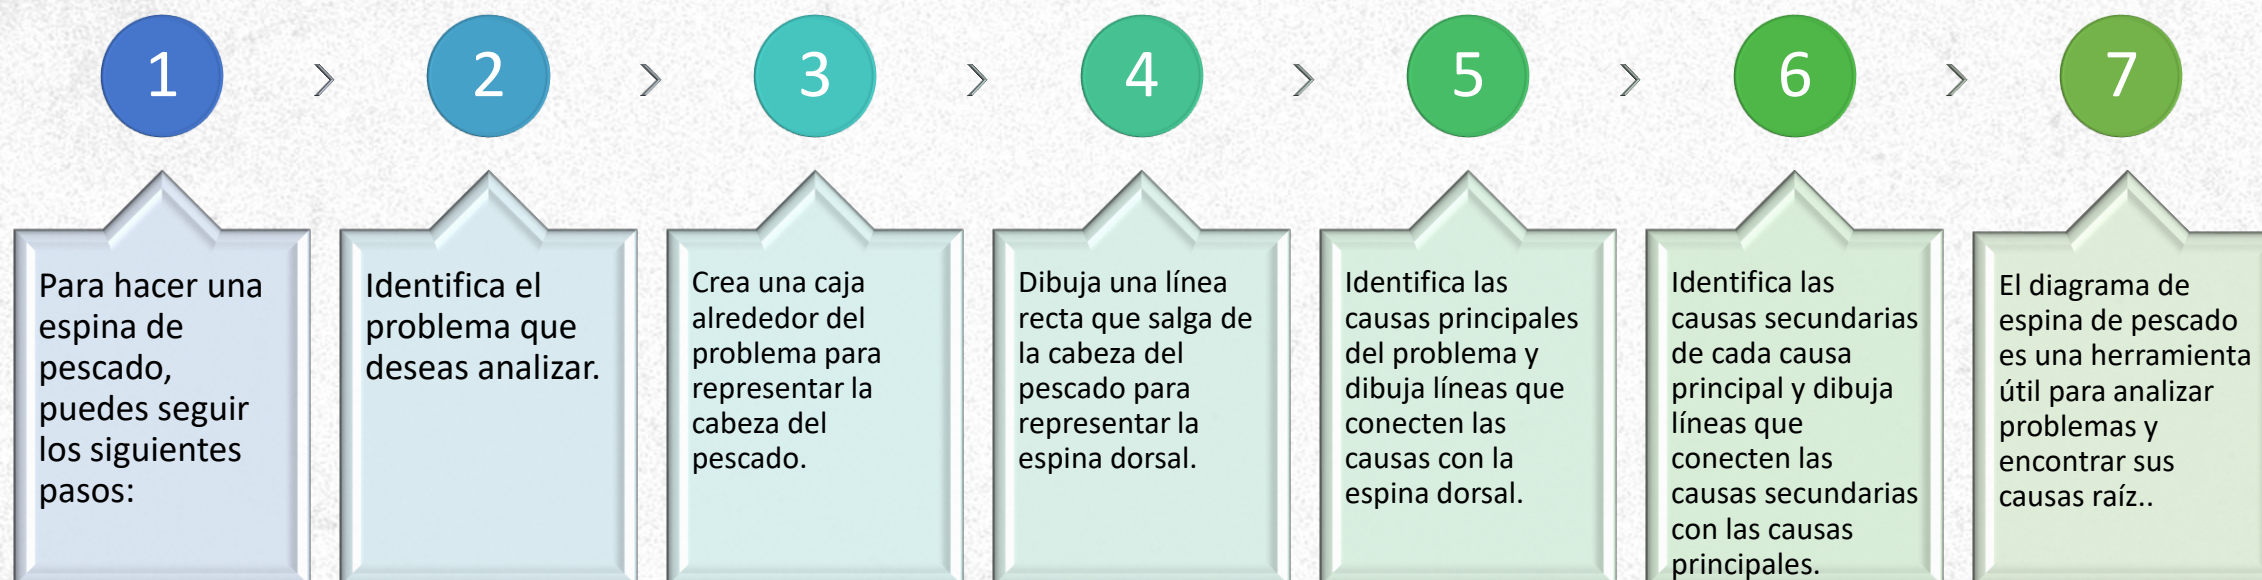 1
2
3
4
5
6
7
Para hacer una
espina de
pescado,
puedes seguir
los siguientes
pasos:
Identifica el
problema que
deseas analizar.
Crea una caja
alrededor del
problema para
representar la
cabeza del
pescado.
Dibuja una línea
recta que salga de
la cabeza del
pescado para
representar la
espina dorsal.
Identifica las
causas principales
del problema y
dibuja líneas que
conecten las
causas con la
espina dorsal.
Identifica las
causas secundarias
de cada causa
principal y dibuja
líneas que
conecten las
causas secundarias
con las causas
principales.
El diagrama de
espina de pescado
es una herramienta
útil para analizar
problemas y
encontrar sus
causas raíz..